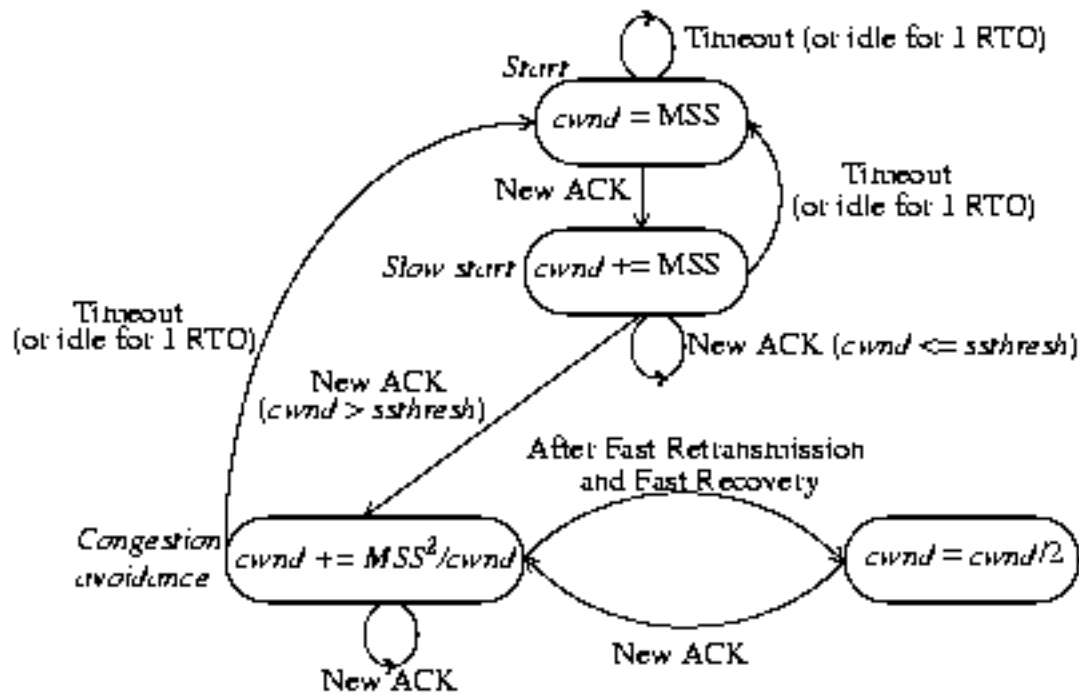 Timeout (or idle for 1 RTO)
Start
cwnd = MSS
New ACK
Timeout
(or idle for 1 RTO)
Slow start
cwnd += MSS
Timeout
(or idle for 1 RTO)
New ACK (cwnd <= ssthresh)
New ACK
(cwnd > ssthresh)
After Fast Retransmission
and Fast Recovery
Congestion
avoidance
cwnd += MSS²/cwnd
cwnd = cwnd/2
New ACK
New ACK